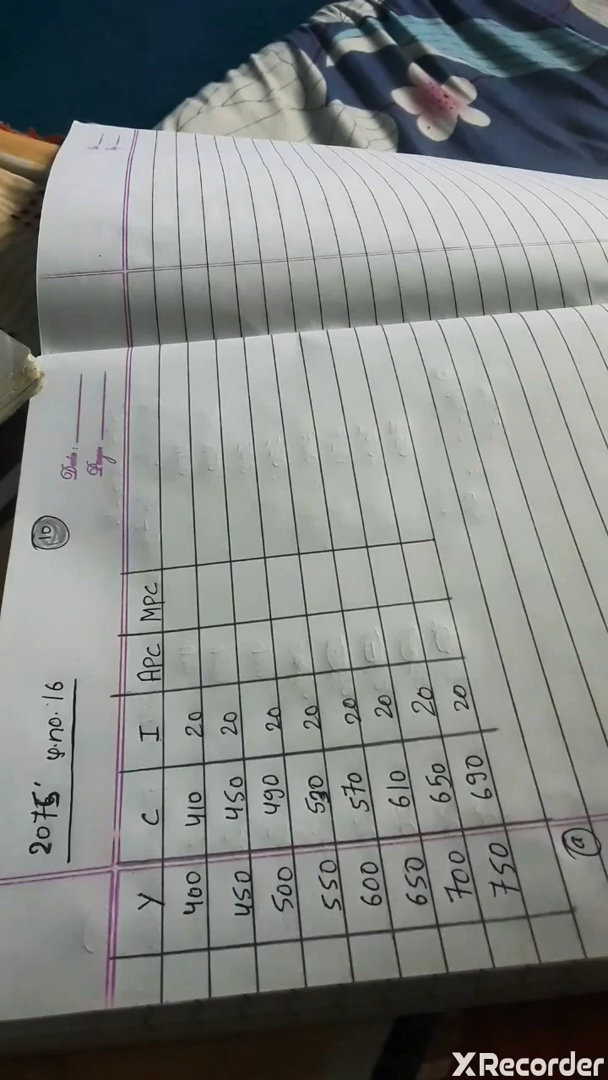 2075' q.no. 16
10
Date:
Page:
Y C I APC MPC
400 410 20
450 450 20
500 490 20
550 530 20
600 570 20
650 610 20
700 650 20
750 690 20
a
XRecorder